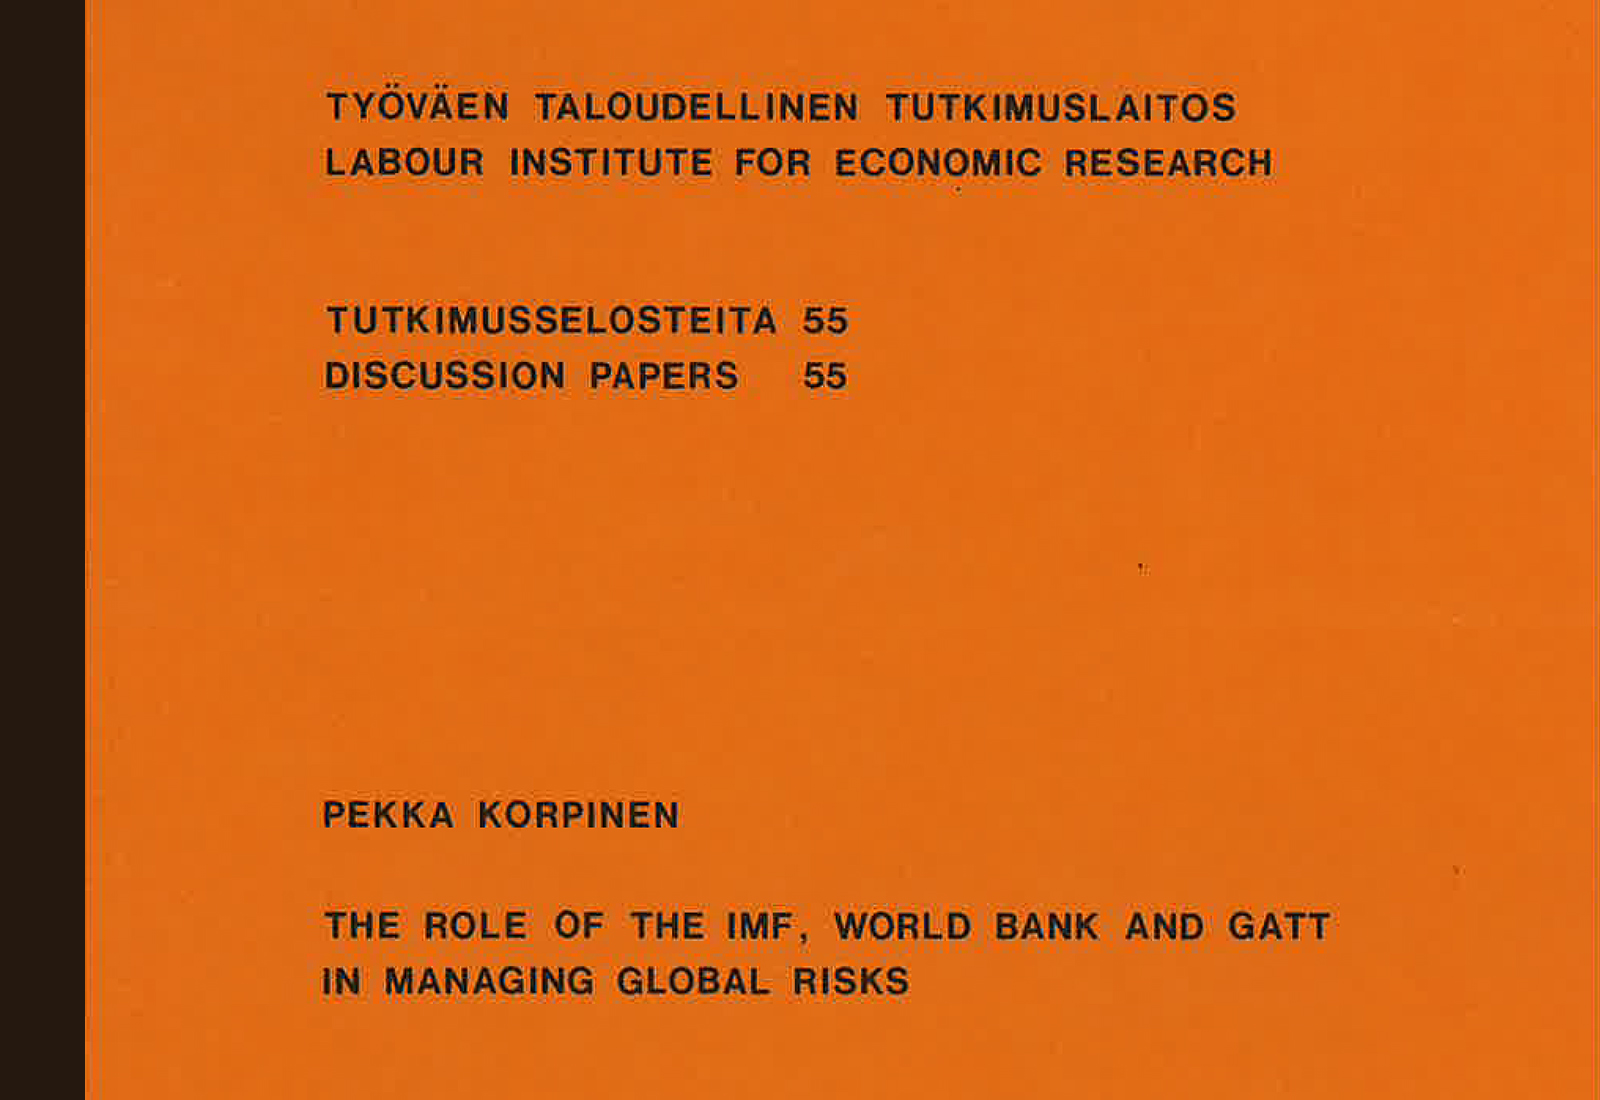 TYÖVÄEN TALOUDELLINEN TUTKIMUSLAITOS
LABOUR INSTITUTE FOR ECONOMIC RESEARCH
TUTKIMUSSELOSTEITA 55
DISCUSSION PAPERS 55
PEKKA KORPINEN
THE ROLE OF THE IMF, WORLD BANK AND GATT
IN MANAGING GLOBAL RISKS